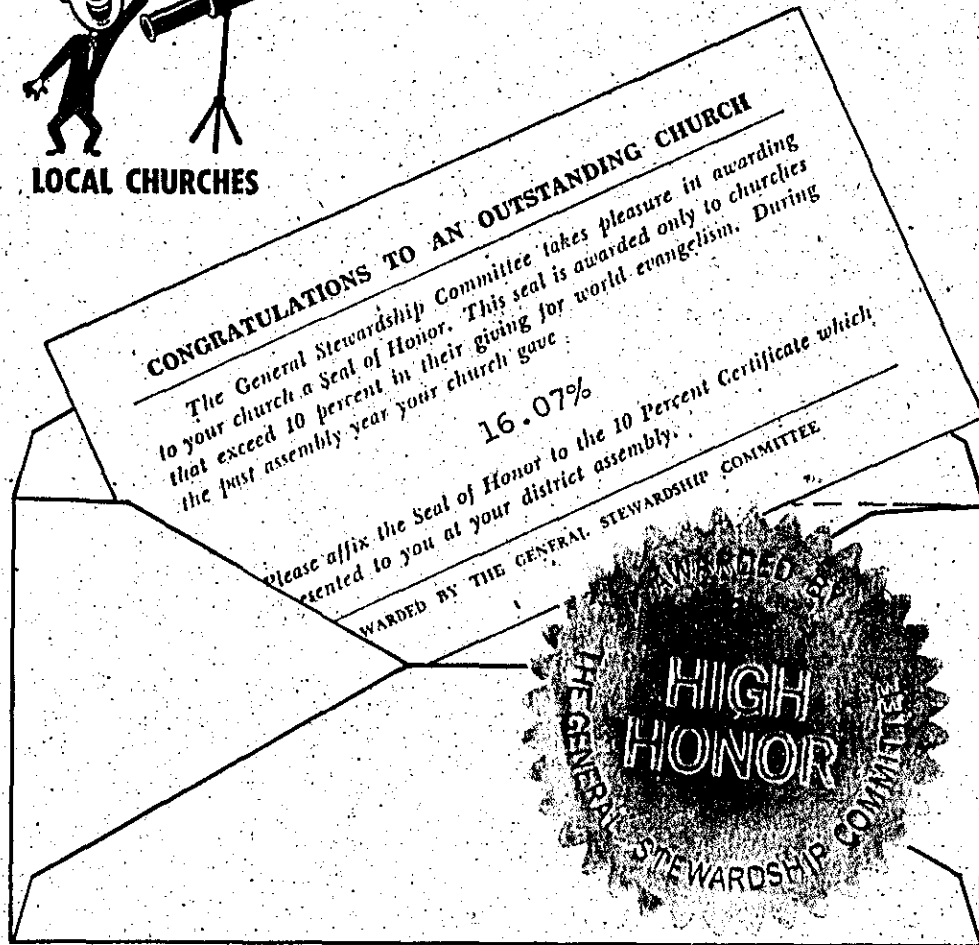 LOCAL CHURCHES
CONGRATULATIONS TO AN OUTSTANDING CHURCH
The General Stewardship Committee takes pleasure in awarding
to your church a Seal of Honor. This seal is awarded only to churches
that exceed 10 percent in their giving for world evangelism. During
the past assembly year your church gave
16.07%
Please affix the Seal of Honor to the 10 Percent Certificate which
esented to you at your district assembly.
WARDED BY THE GENERAL STEWARDSHIP COMMITTEE
AWARDED BY
THE GENERAL STEWARDSHIP COMMITTEE
HIGH
HONOR